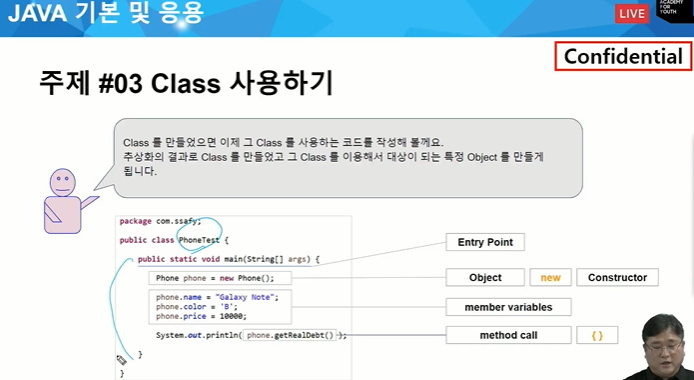 JAVA 기본 및 응용
LIVE
ACADEMY
FOR
YOUTH
Confidential
주제 #03 Class 사용하기
Class 를 만들었으면 이제 그 Class 를 사용하는 코드를 작성해 볼께요.
추상화의 결과로 Class 를 만들었고 그 Class 를 이용해서 대상이 되는 특정 Object 를 만들게
됩니다.
package com.ssafy;
public class PhoneTest {
public static void main(String[] args) {
Phone phone = new Phone();
phone.name = "Galaxy Note";
phone.color = 'B';
phone.price = 10000;
System.out.println( phone.getRealDebt() );
}
}
Entry Point
Object new Constructor
member variables
method call { }